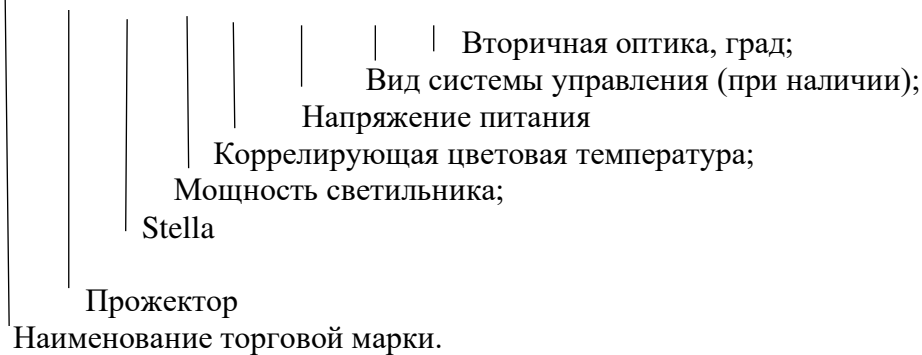 Вторичная оптика, град;
Вид системы управления (при наличии);
Напряжение питания
Коррелирующая цветовая температура;
Мощность светильника;
Stella
Прожектор
Наименование торговой марки.